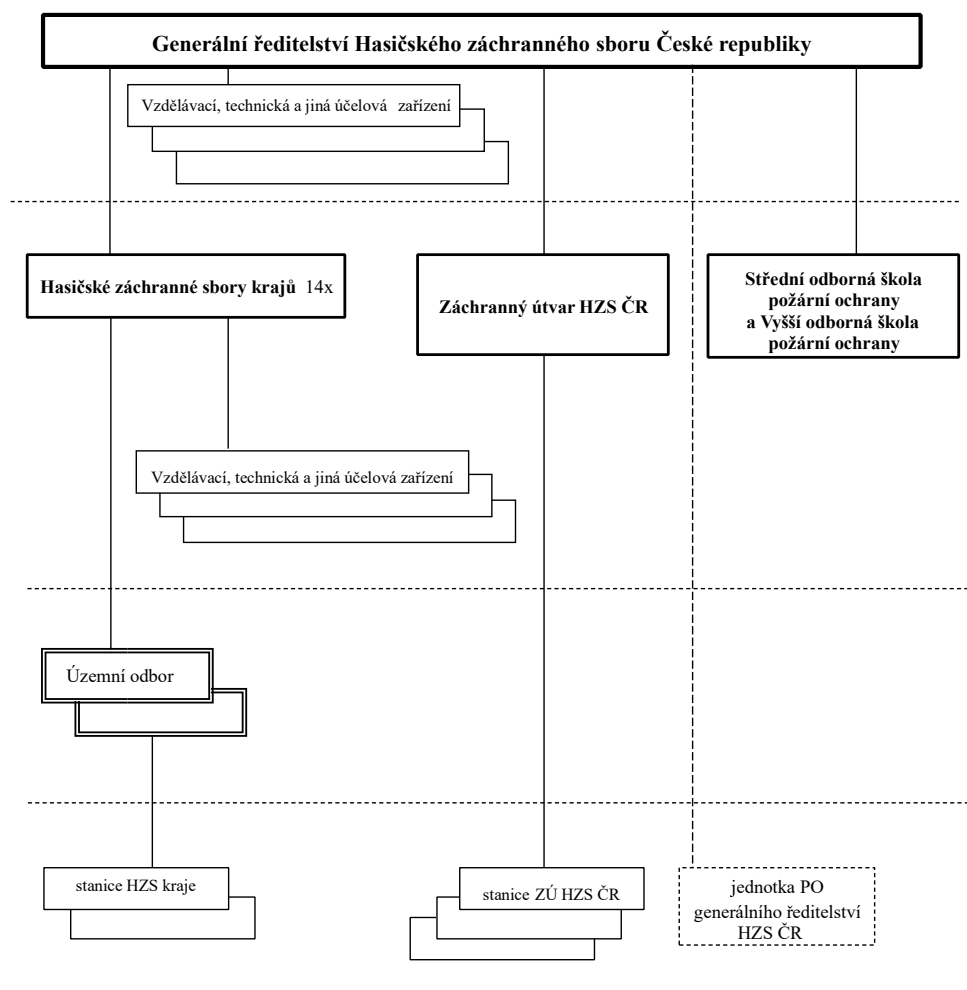 Generální ředitelství Hasičského záchranného sboru České republiky
Vzdělávací, technická a jiná účelová zařízení
Hasičské záchranné sbory krajů 14x
Záchranný útvar HZS ČR
Střední odborná škola
požární ochrany
a Vyšší odborná škola
požární ochrany
Vzdělávací, technická a jiná účelová zařízení
Územní odbor
stanice HZS kraje
stanice ZÚ HZS ČR
jednotka PO
generálního ředitelství
HZS ČR